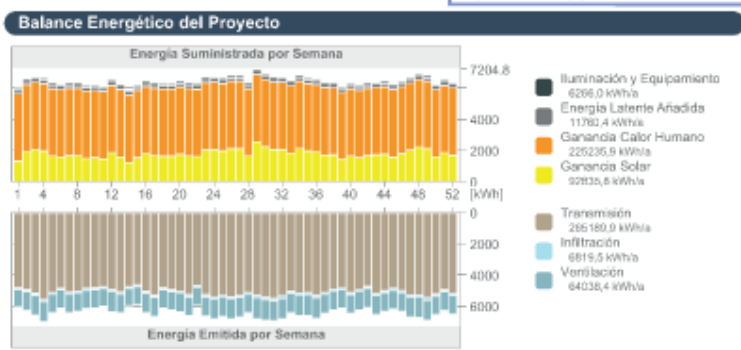 Balance Energético del Proyecto
Energía Suministrada por Semana
7204.8
4000
2000
0
1 4 8 12 16 20 24 28 32 36 40 44 48 52 [kWh]
0
2000
4000
6000
Energía Emitida por Semana
Iluminación y Equipamiento
6266,0 kWh/a
Energía Latente Añadida
11760,4 kWh/a
Ganancia Calor Humano
225235,9 kWh/a
Ganancia Solar
92835,8 kWh/a
Transmisión
265189,9 kWh/a
Infiltración
6819,5 kWh/a
Ventilación
64038,4 kWh/a